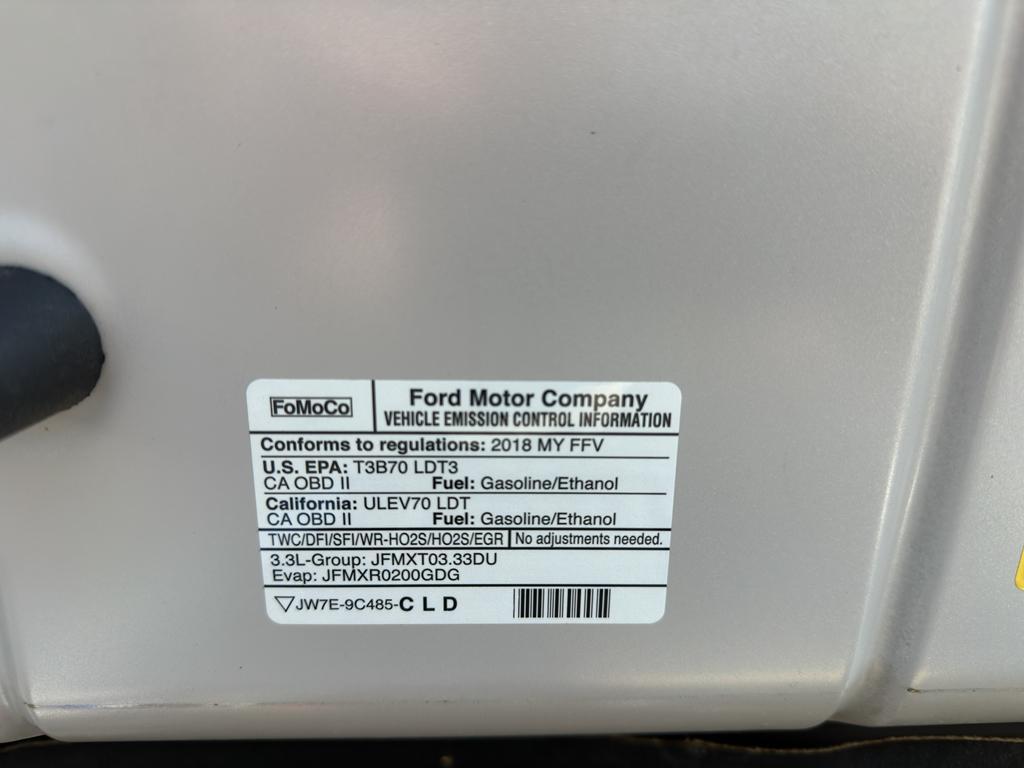 FoMoCo
Ford Motor Company
VEHICLE EMISSION CONTROL INFORMATION
Conforms to regulations: 2018 MY FFV
U.S. EPA: T3B70 LDT3
CA OBD II Fuel: Gasoline/Ethanol
California: ULEV70 LDT
CA OBD II Fuel: Gasoline/Ethanol
TWC/DFI/SFI/WR-HO2S/HO2S/EGR No adjustments needed.
3.3L-Group: JFMXT03.33DU
Evap: JFMXR0200GDG
JW7E-9C485-C L D